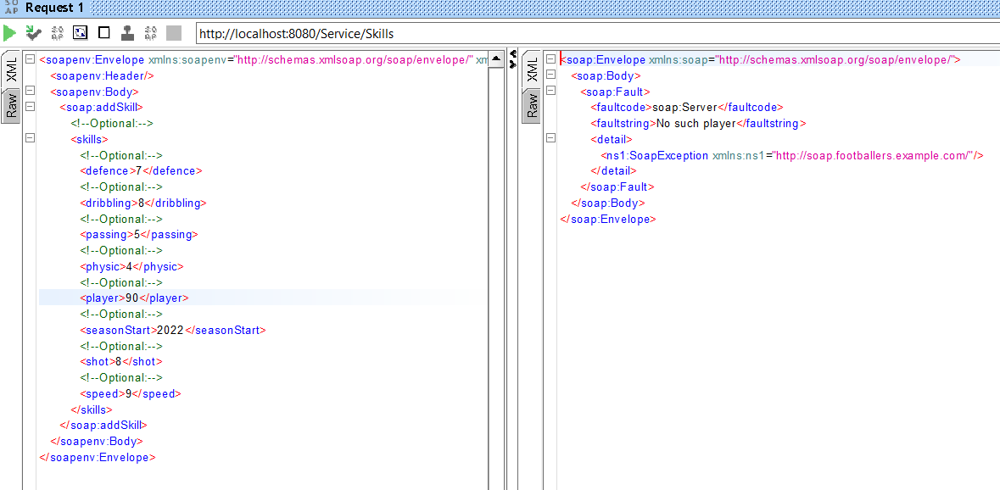 SO
AP
Request 1
http://localhost:8080/Service/Skills
XML
Raw
<soapenv:Envelope xmlns:soapenv="http://schemas.xmlsoap.org/soap/envelope/" xm
<soapenv:Header/>
<soapenv:Body>
<soap:addSkill>
<!--Optional:-->
<skills>
<!--Optional:-->
<defence>7</defence>
<!--Optional:-->
<dribbling>8</dribbling>
<!--Optional:-->
<passing>5</passing>
<!--Optional:-->
<physic>4</physic>
<!--Optional:-->
<player>90</player>
<!--Optional:-->
<seasonStart>2022</seasonStart>
<!--Optional:-->
<shot>8</shot>
<!--Optional:-->
<speed>9</speed>
</skills>
</soap:addSkill>
</soapenv:Body>
</soapenv:Envelope>
XML
Raw
<soap:Envelope xmlns:soap="http://schemas.xmlsoap.org/soap/envelope/">
<soap:Body>
<soap:Fault>
<faultcode>soap:Server</faultcode>
<faultstring>No such player</faultstring>
<detail>
<ns1:SoapException xmlns:ns1="http://soap.footballers.example.com/"/>
</detail>
</soap:Fault>
</soap:Body>
</soap:Envelope>